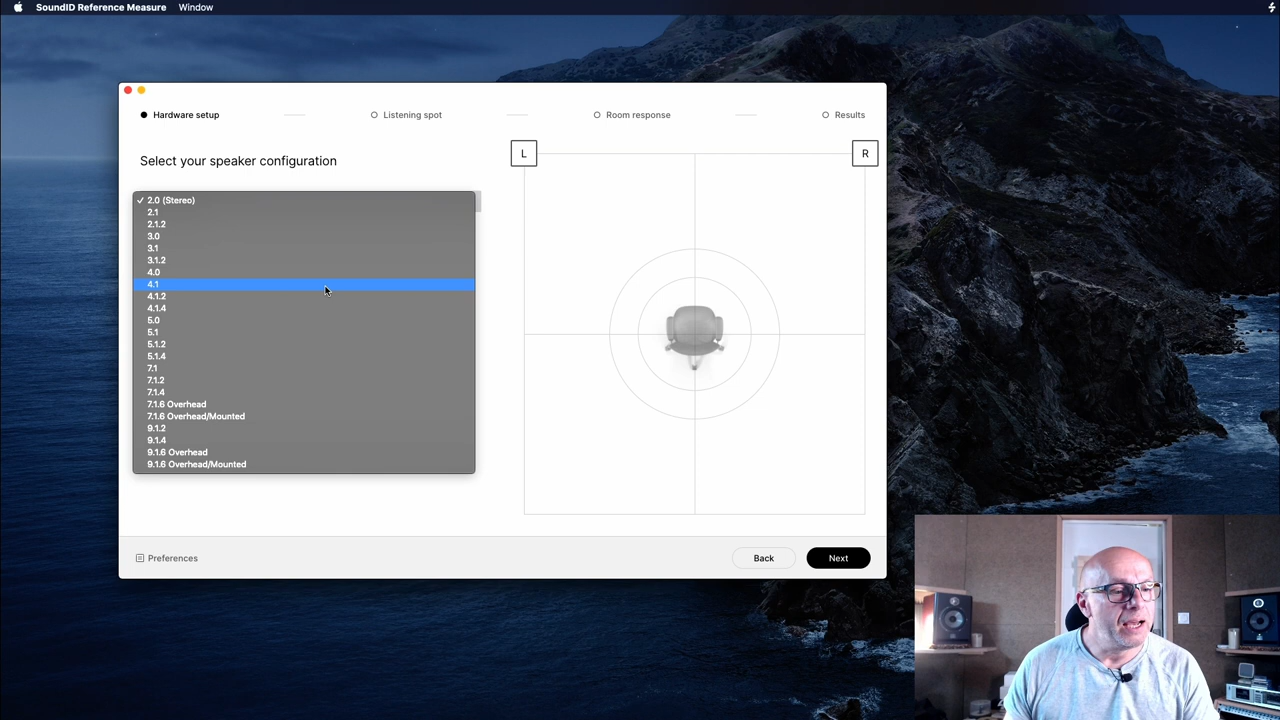 SoundID Reference Measure Window
Hardware setup
Listening spot
Room response
Results
Select your speaker configuration
L
R
✓ 2.0 (Stereo)
2.1
2.1.2
3.0
3.1
3.1.2
4.0
4.1
4.1.2
4.1.4
5.0
5.1
5.1.2
5.1.4
7.1
7.1.2
7.1.4
7.1.6 Overhead
7.1.6 Overhead/Mounted
9.1.2
9.1.4
9.1.6 Overhead
9.1.6 Overhead/Mounted
Preferences
Back
Next